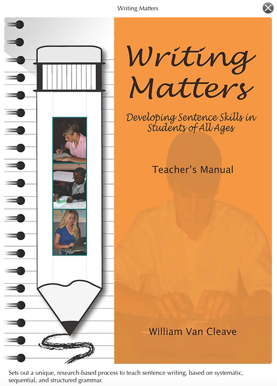 Writing Matters
Writing
Matters
Developing Sentence Skills in
Students of All Ages
Teacher's Manual
William Van Cleave
Sets out a unique, research-based process to teach sentence writing, based on systematic,
sequential, and structured grammar.